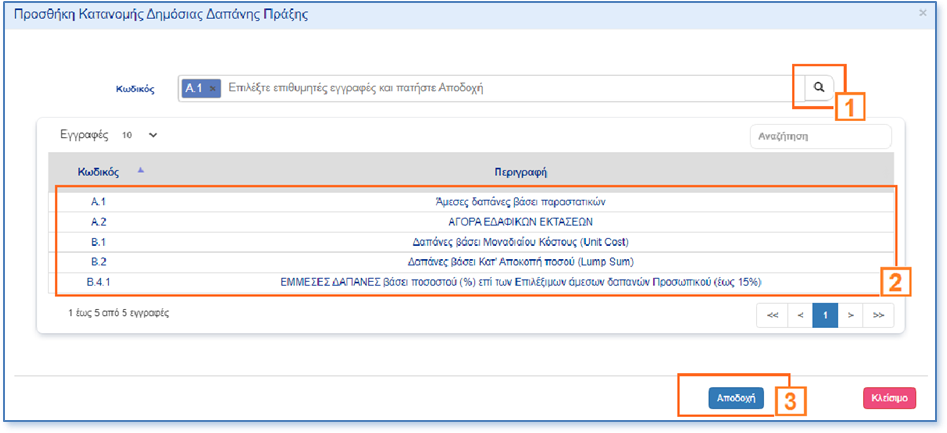 Προσθήκη Κατανομής Δημόσιας Δαπάνης Πράξης ×
Κωδικός A.1 × Επιλέξτε επιθυμητές εγγραφές και πατήστε Αποδοχή
1
Εγγραφές 10 Αναζήτηση
Κωδικός Περιγραφή
A.1 Άμεσες δαπάνες βάσει παραστατικών
A.2 ΑΓΟΡΑ ΕΔΑΦΙΚΩΝ ΕΚΤΑΣΕΩΝ
B.1 Δαπάνες βάσει Μοναδιαίου Κόστους (Unit Cost)
B.2 Δαπάνες βάσει Κατ' Αποκοπή ποσού (Lump Sum)
B.4.1 ΕΜΜΕΣΕΣ ΔΑΠΑΝΕΣ βάσει ποσοστού (%) επί των Επιλέξιμων άμεσων δαπανών Προσωπικού (έως 15%)
2
1 έως 5 από 5 εγγραφές << < 1 > >>
Αποδοχή 3 Κλείσιμο